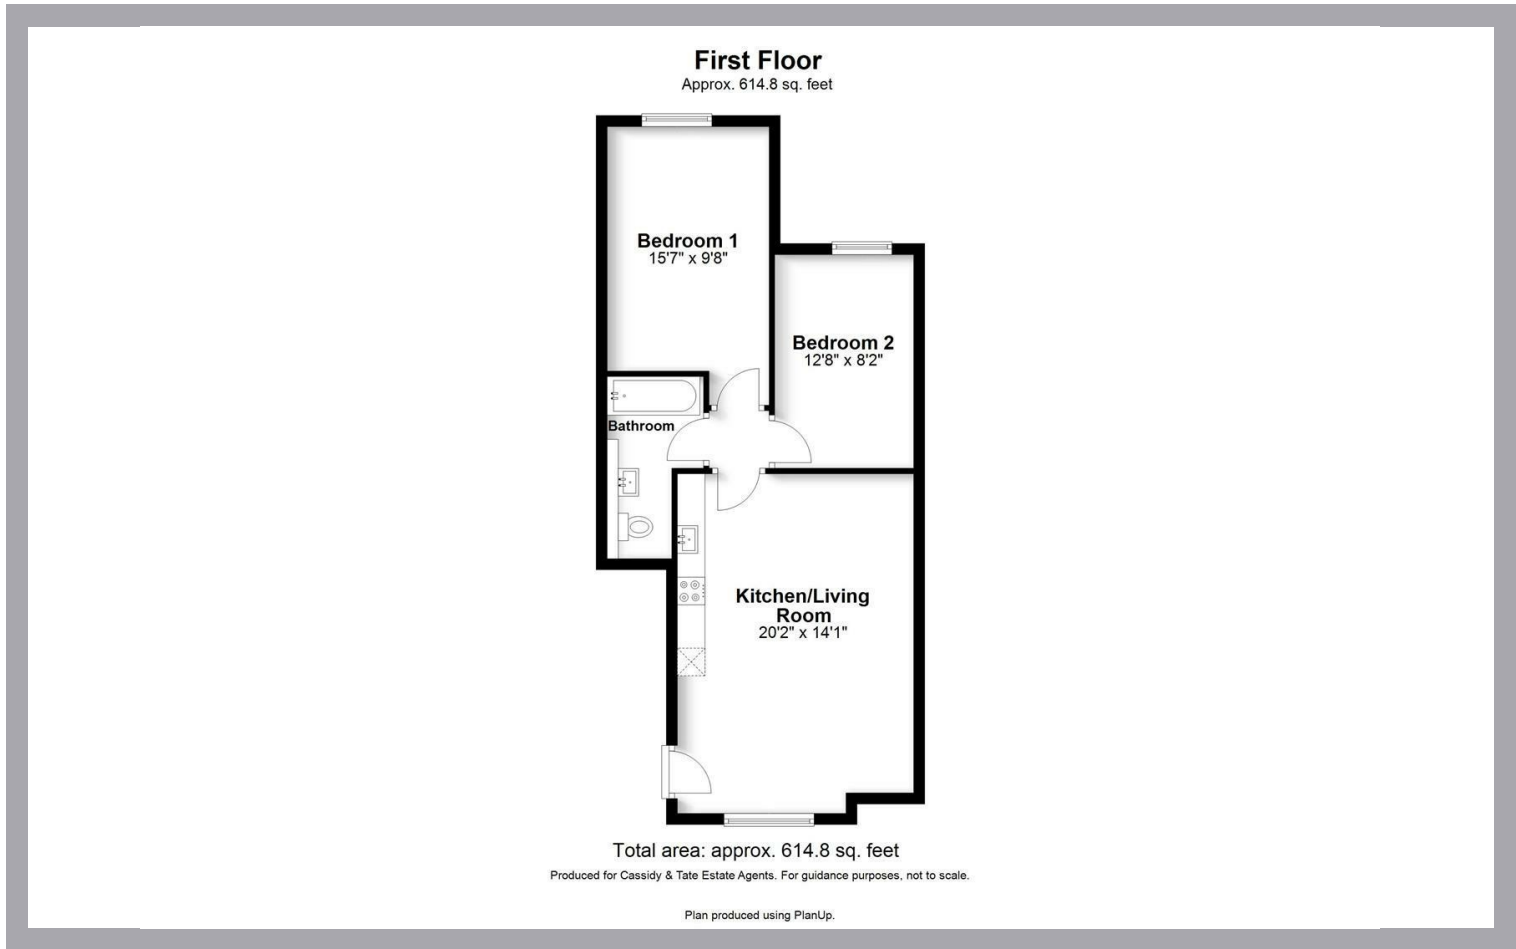 First Floor
Approx. 614.8 sq. feet
Bedroom 1
15'7" x 9'8"
Bedroom 2
12'8" x 8'2"
Bathroom
Kitchen/Living
Room
20'2" x 14'1"
Total area: approx. 614.8 sq. feet
Produced for Cassidy & Tate Estate Agents. For guidance purposes, not to scale.
Plan produced using PlanUp.